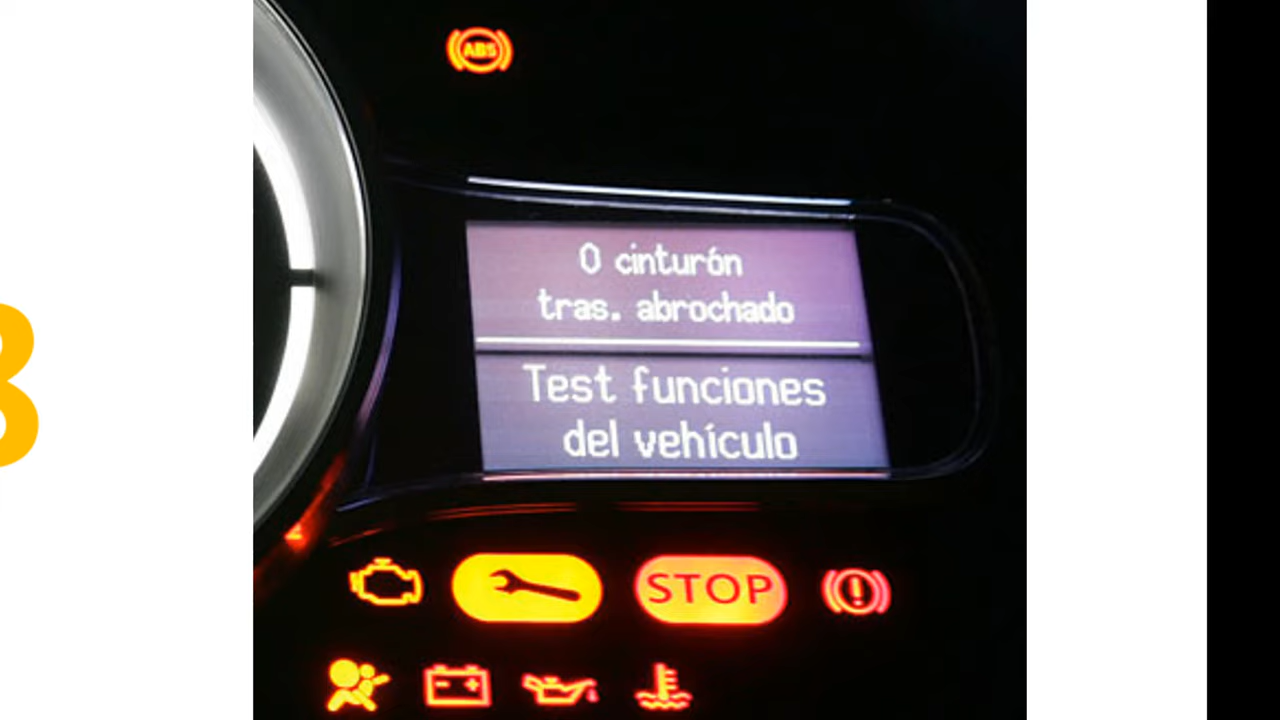 ABS
0 cinturón
tras. abrochado
Test funciones
del vehículo
STOP